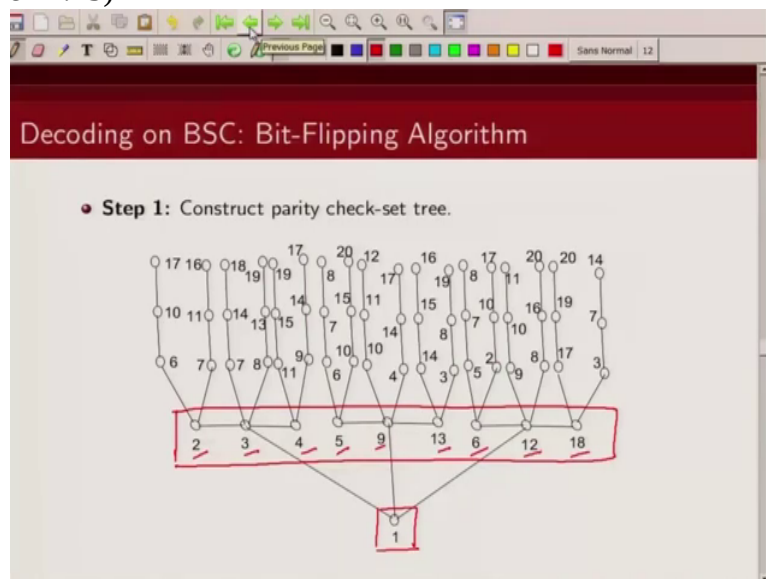 Previous Page Sans Normal 12
Decoding on BSC: Bit-Flipping Algorithm
Step 1: Construct parity check-set tree.
17 16 18 19 19 17 8 20 12 17 16 19 8 17 11 20 20 14
10 11 14 13 15 14 7 15 11 14 15 8 7 10 10 16 19 7
6 7 7 8 11 9 6 10 10 4 14 3 5 2 9 8 17 3
2 3 4 5 9 13 6 12 18
1